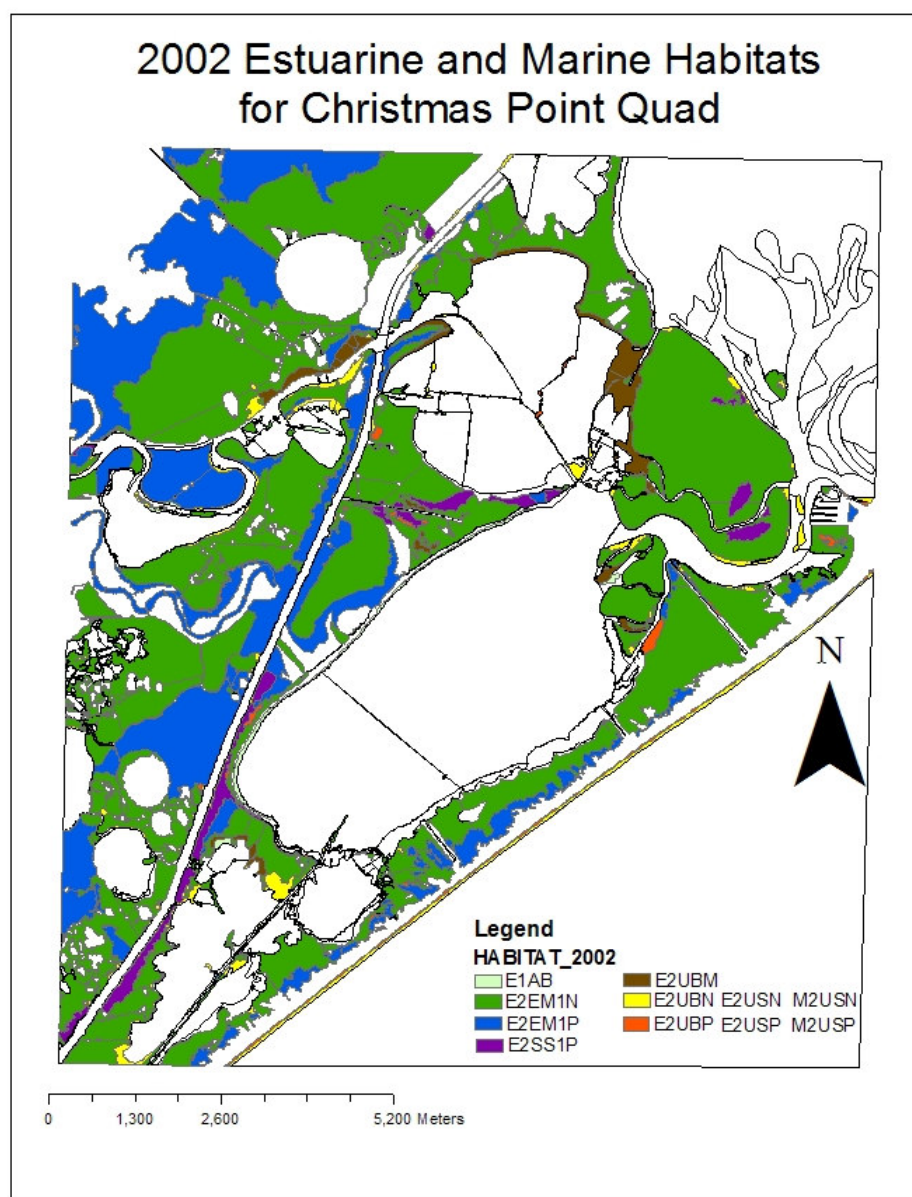 2002 Estuarine and Marine Habitats
for Christmas Point Quad
N
Legend
HABITAT_2002
E1AB
E2EM1N
E2EM1P
E2SS1P
E2UBM
E2UBN E2USN M2USN
E2UBP E2USP M2USP
0 1,300 2,600 5,200 Meters